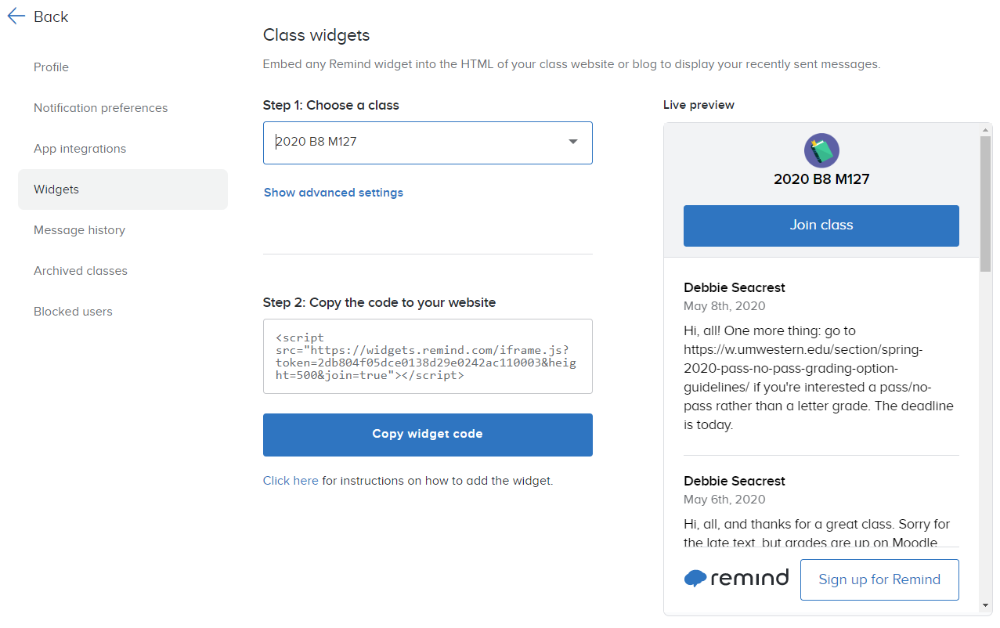 Back
Profile
Notification preferences
App integrations
Widgets
Message history
Archived classes
Blocked users
Class widgets
Embed any Remind widget into the HTML of your class website or blog to display your recently sent messages.
Step 1: Choose a class
2020 B8 M127
Show advanced settings
Step 2: Copy the code to your website
<script
src="https://widgets.remind.com/iframe.js?
token=2db804f05dce0138d29e0242ac110003&heig
ht=500&join=true"></script>
Copy widget code
Click here for instructions on how to add the widget.
Live preview
2020 B8 M127
Join class
Debbie Seacrest
May 8th, 2020
Hi, all! One more thing: go to
https://w.umwestern.edu/section/spring-
2020-pass-no-pass-grading-option-
guidelines/ if you're interested a pass/no-
pass rather than a letter grade. The deadline
is today.
Debbie Seacrest
May 6th, 2020
Hi, all, and thanks for a great class. Sorry for
the late text, but grades are up on Moodle
remind
Sign up for Remind